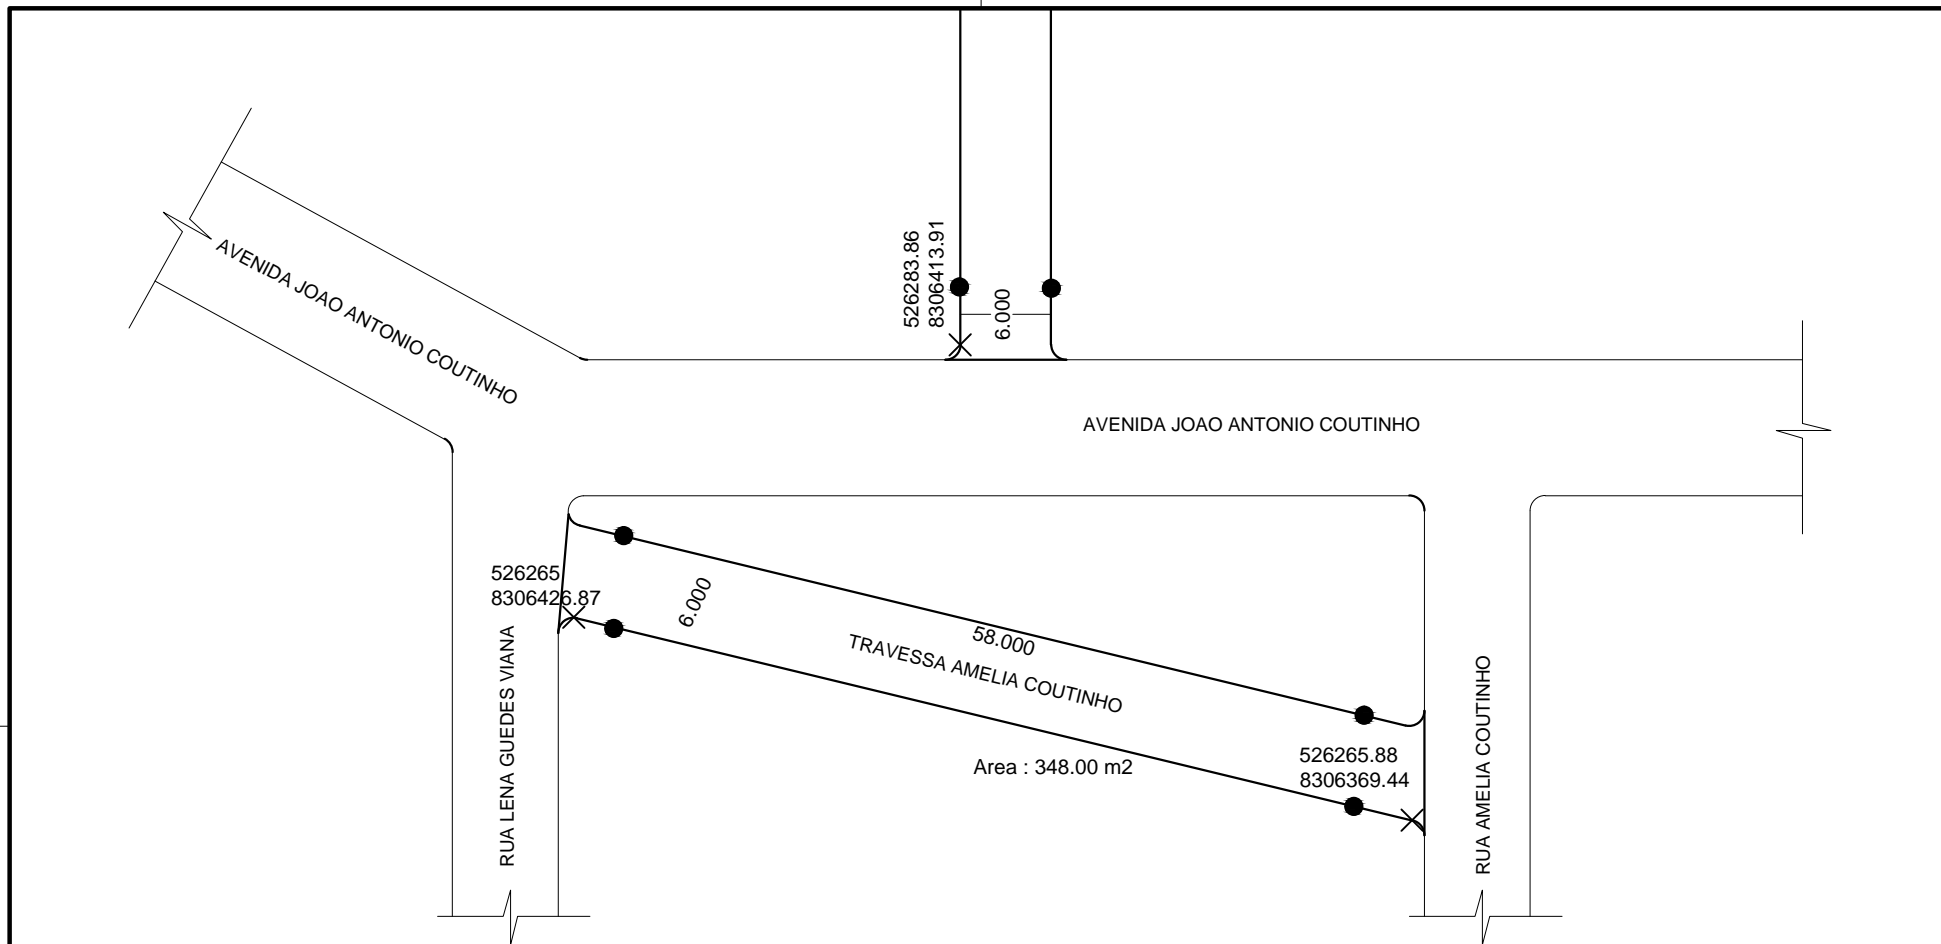 AVENIDA JOAO ANTONIO COUTINHO
526283.86
8306413.91
6.000
AVENIDA JOAO ANTONIO COUTINHO
526265
8306426.87
6.000
58.000
TRAVESSA AMELIA COUTINHO
RUA LENA GUEDES VIANA
Area : 348.00 m2
526265.88
8306369.44
RUA AMELIA COUTINHO